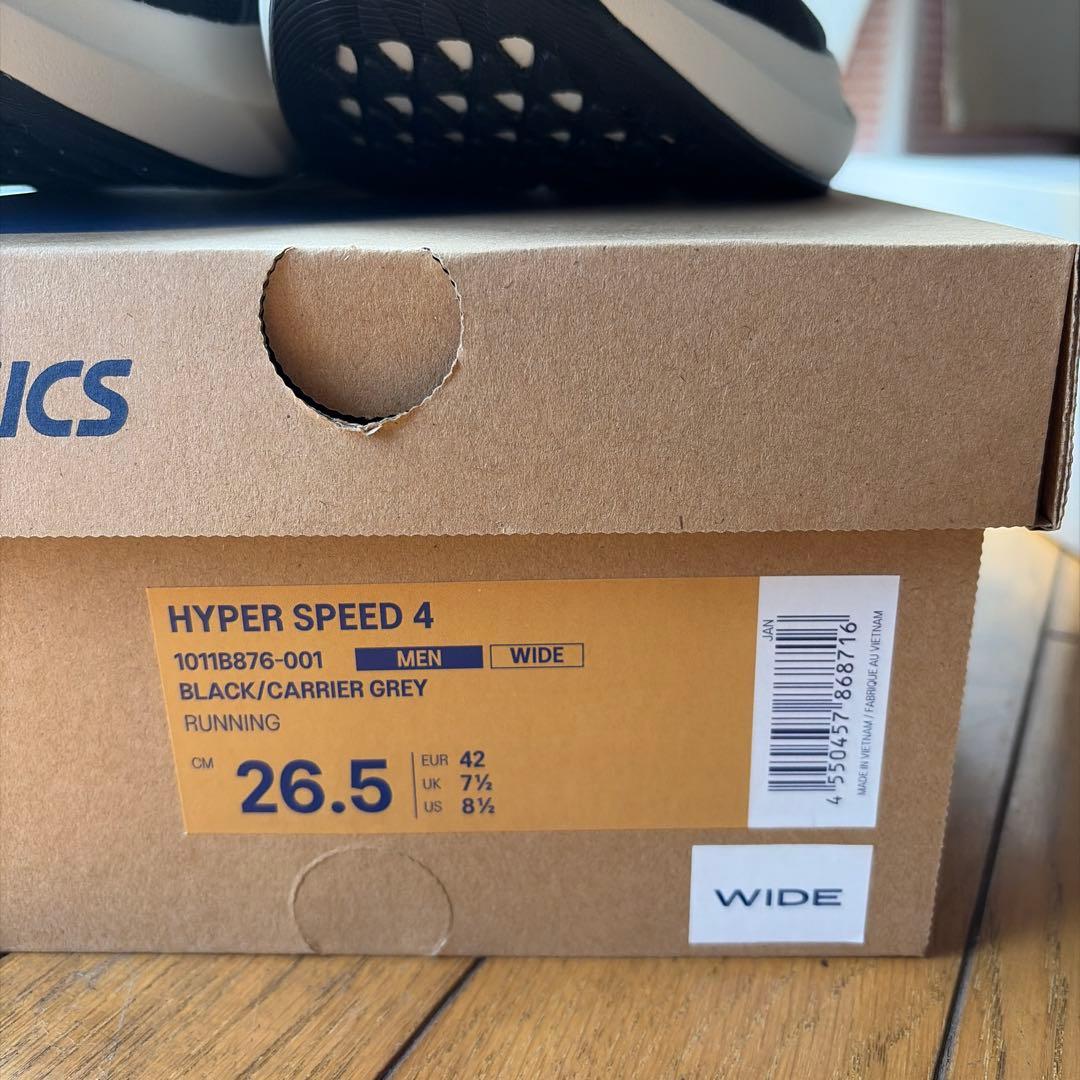 ICS
HYPER SPEED 4
1011B876-001 MEN WIDE
BLACK/CARRIER GREY
RUNNING
CM 26.5
EUR 42
UK 7½
US 8½
JAN
4 550457 868716
MADE IN VIETNAM / FABRIQUE AU VIETNAM
WIDE